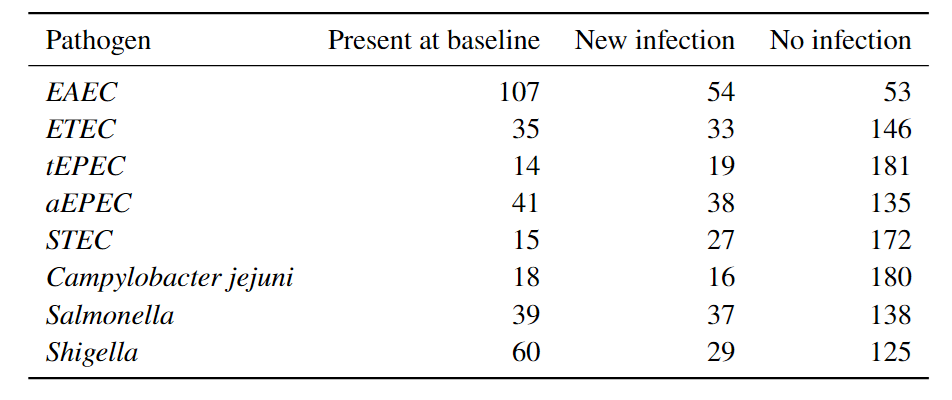 Pathogen Present at baseline New infection No infection
EAEC 107 54 53
ETEC 35 33 146
tEPEC 14 19 181
aEPEC 41 38 135
STEC 15 27 172
Campylobacter jejuni 18 16 180
Salmonella 39 37 138
Shigella 60 29 125